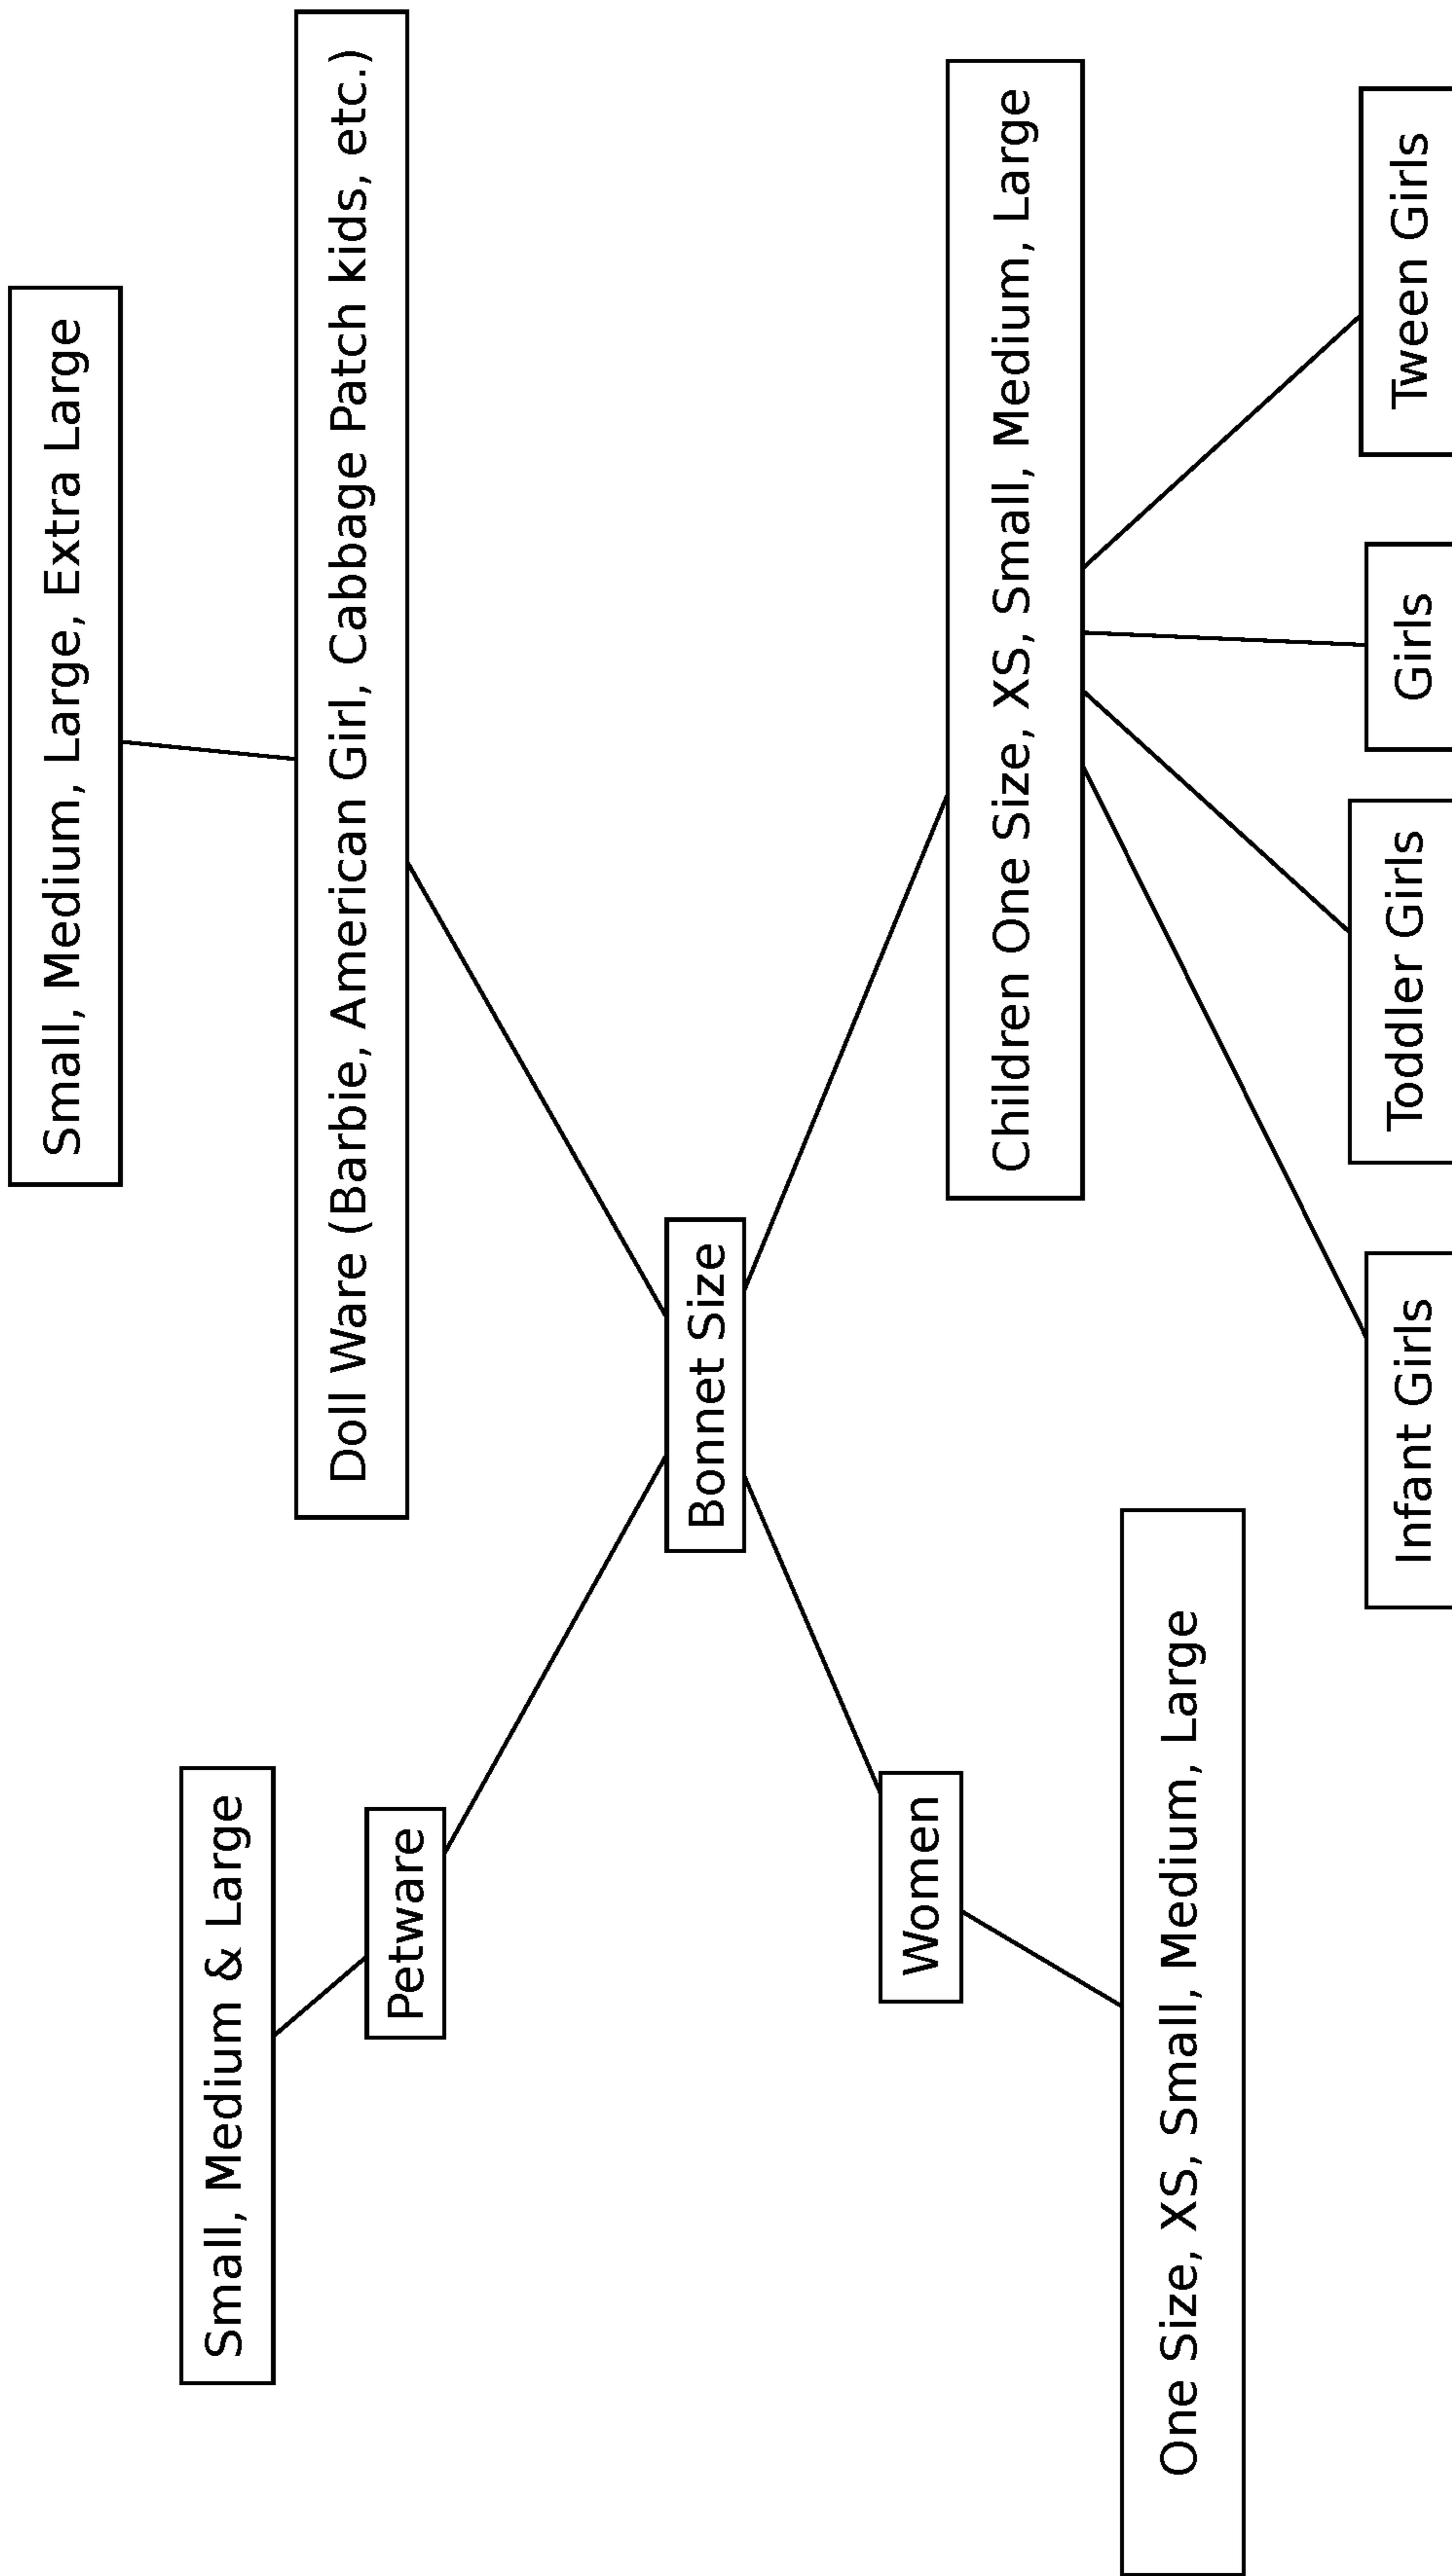 Small, Medium, Large, Extra Large
Small, Medium & Large
Doll Ware (Barbie, American Girl, Cabbage Patch kids, etc.)
Petware
Bonnet Size
Women
Children One Size, XS, Small, Medium, Large
One Size, XS, Small, Medium, Large
Infant Girls
Toddler Girls
Girls
Tween Girls